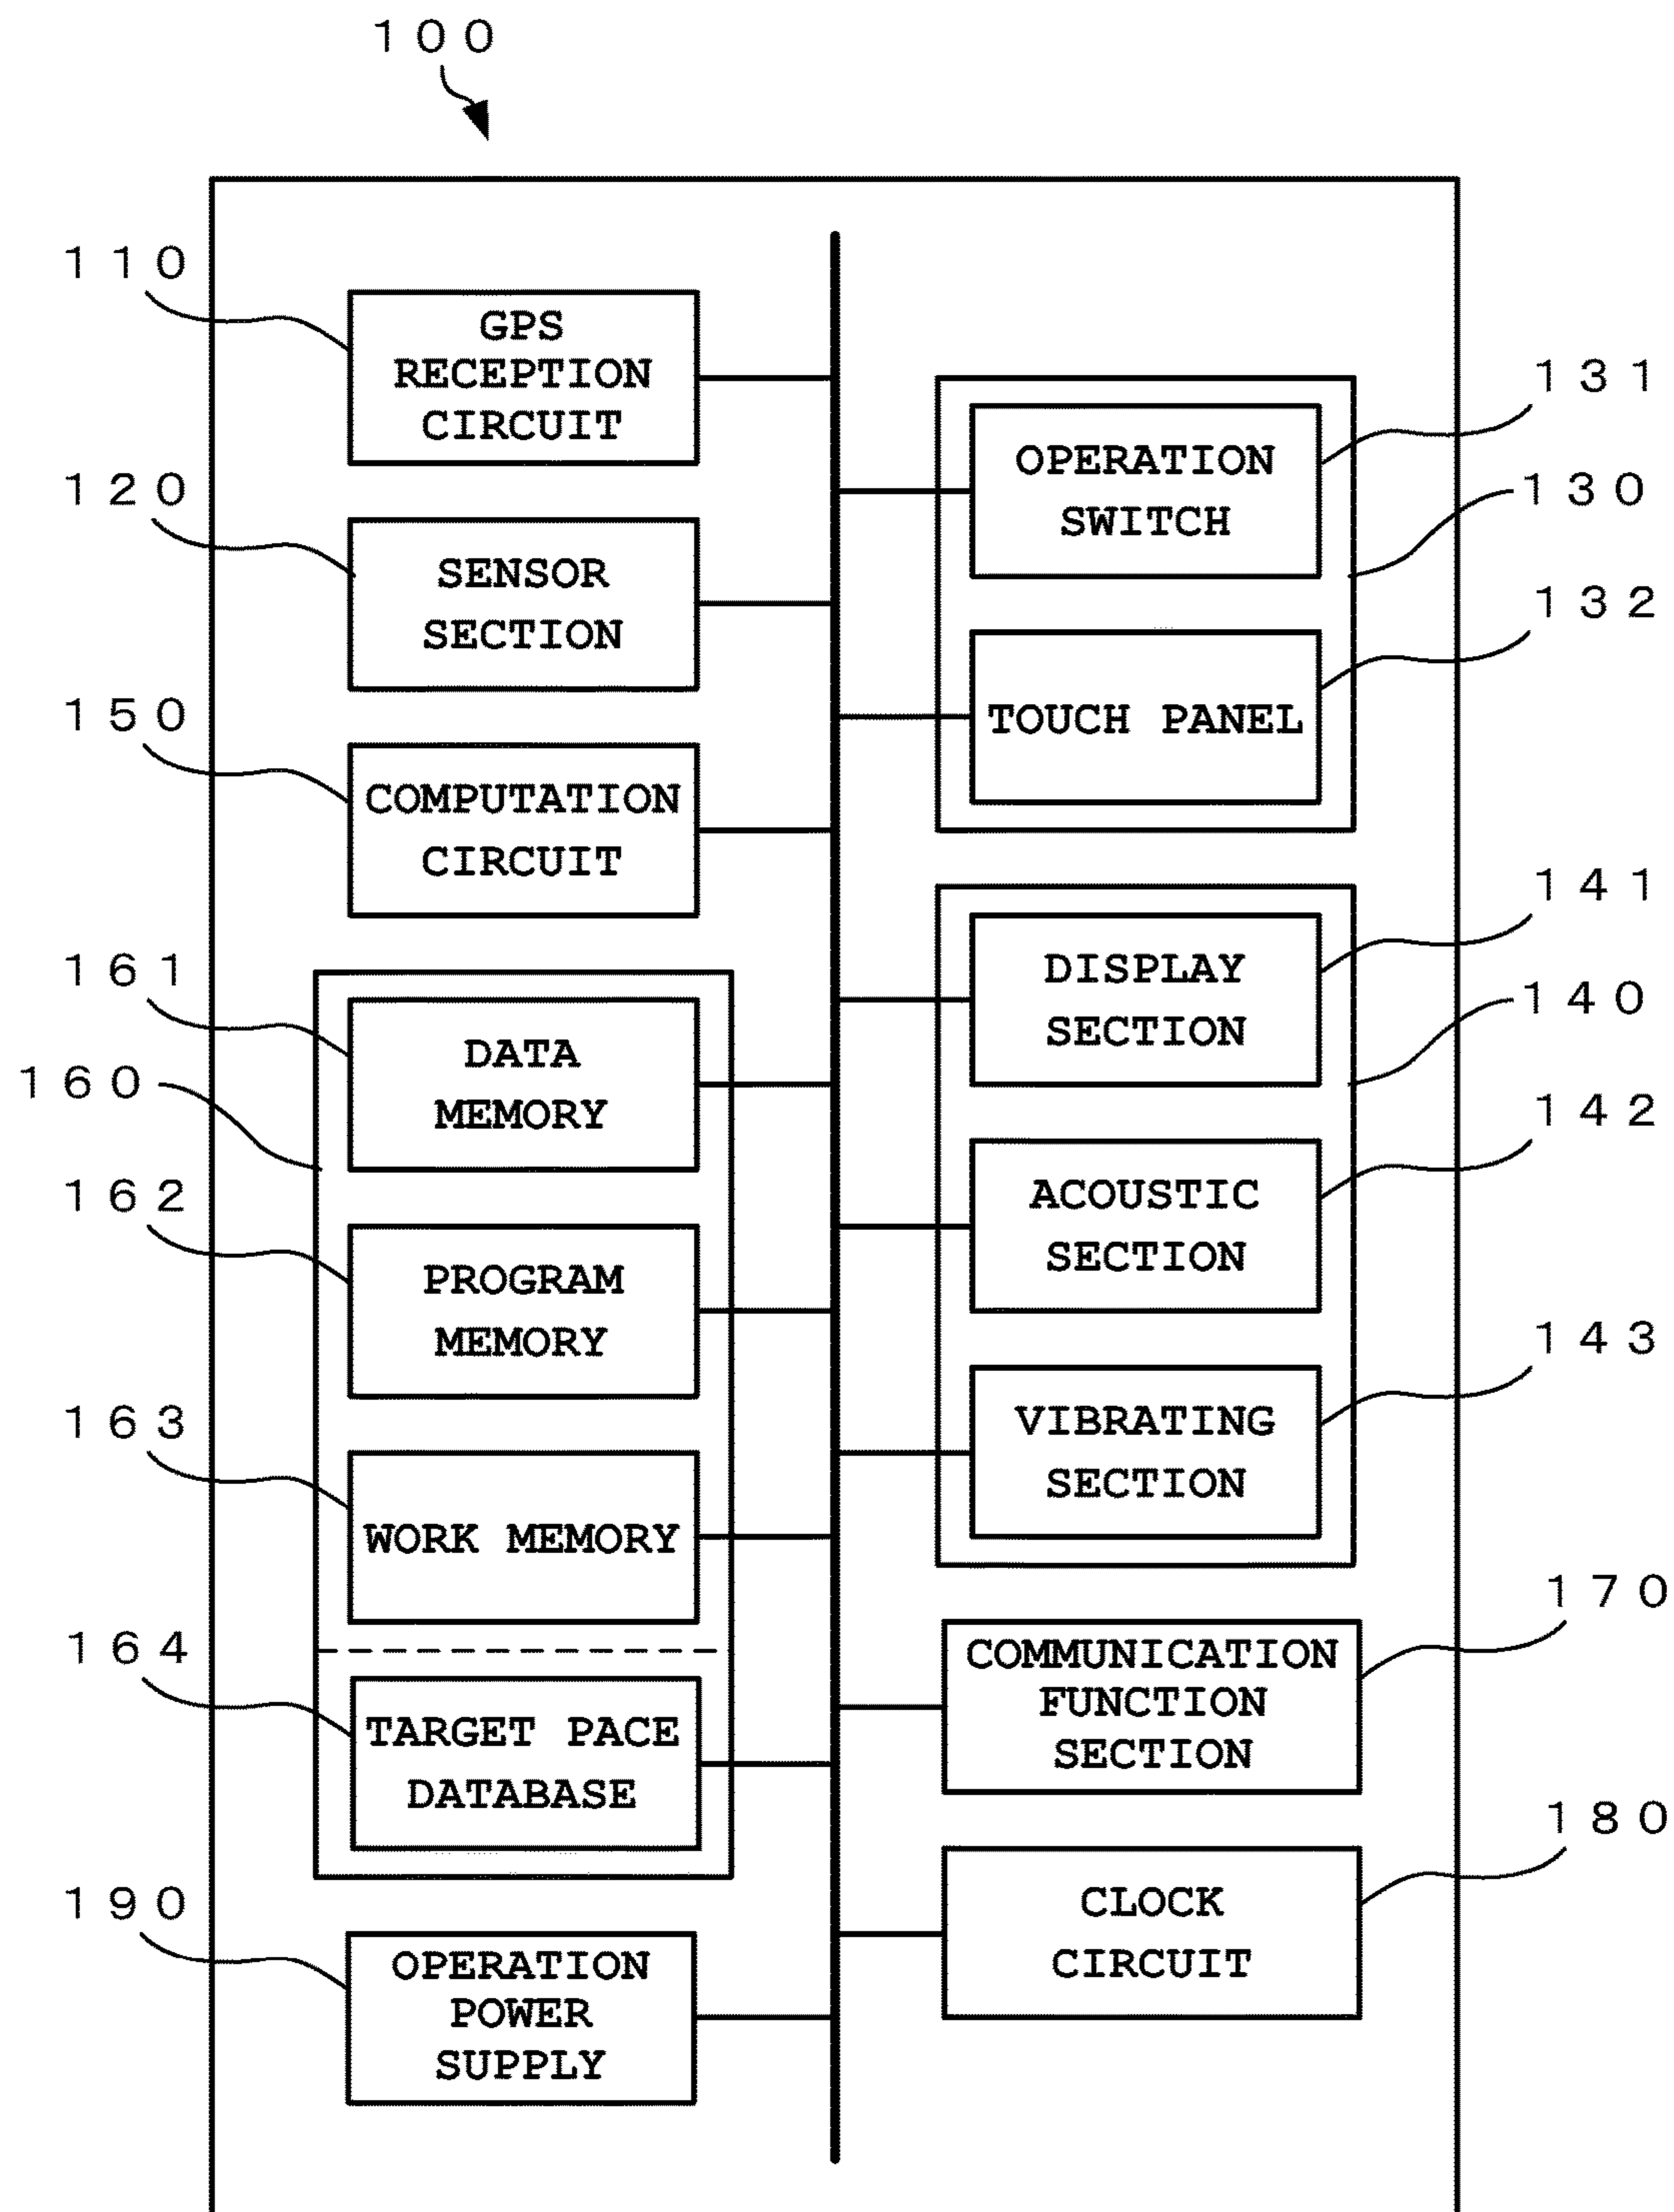 100
110
GPS
RECEPTION
CIRCUIT
120
SENSOR
SECTION
150
COMPUTATION
CIRCUIT
161
DATA
MEMORY
160
162
PROGRAM
MEMORY
163
WORK MEMORY
164
TARGET PACE
DATABASE
190
OPERATION
POWER
SUPPLY
131
OPERATION
SWITCH
130
132
TOUCH PANEL
141
DISPLAY
SECTION
140
142
ACOUSTIC
SECTION
143
VIBRATING
SECTION
170
COMMUNICATION
FUNCTION
SECTION
180
CLOCK
CIRCUIT